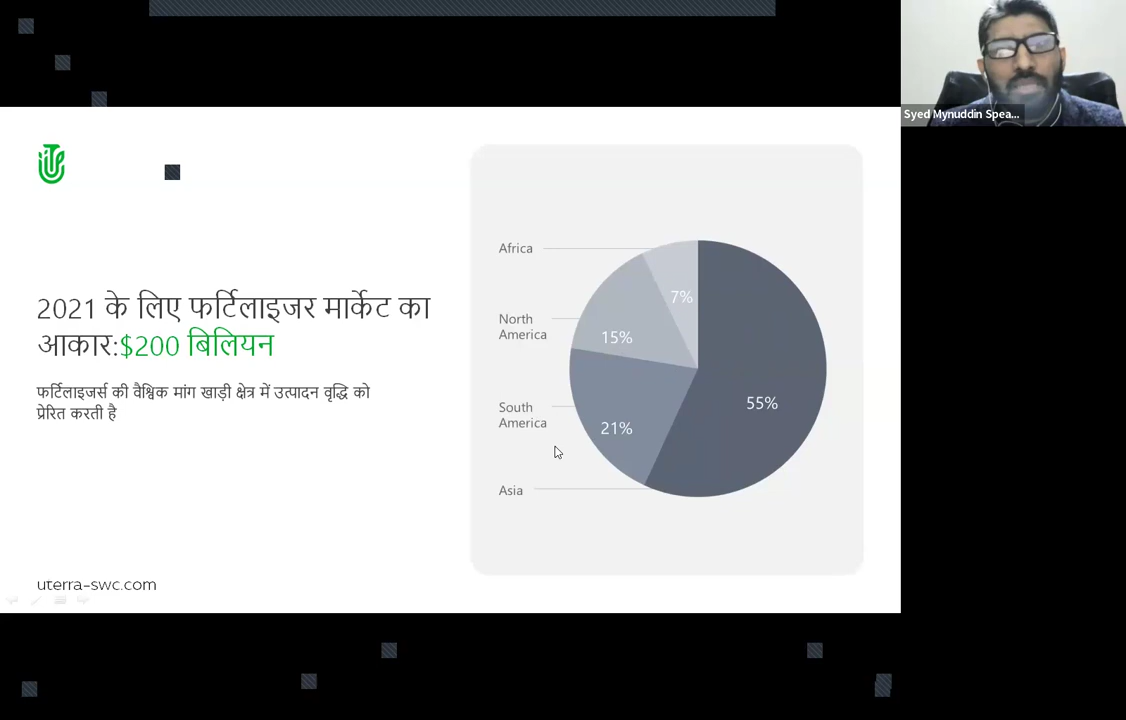 Syed Mynuddin Spea...
2021 के लिए फर्टिलाइजर मार्केट का
आकार:$200 बिलियन
फर्टिलाइजर्स की वैश्विक मांग खाड़ी क्षेत्र में उत्पादन वृद्धि को
प्रेरित करती है
uterra-swc.com
Africa
7%
North
America
15%
South
America
21%
55%
Asia